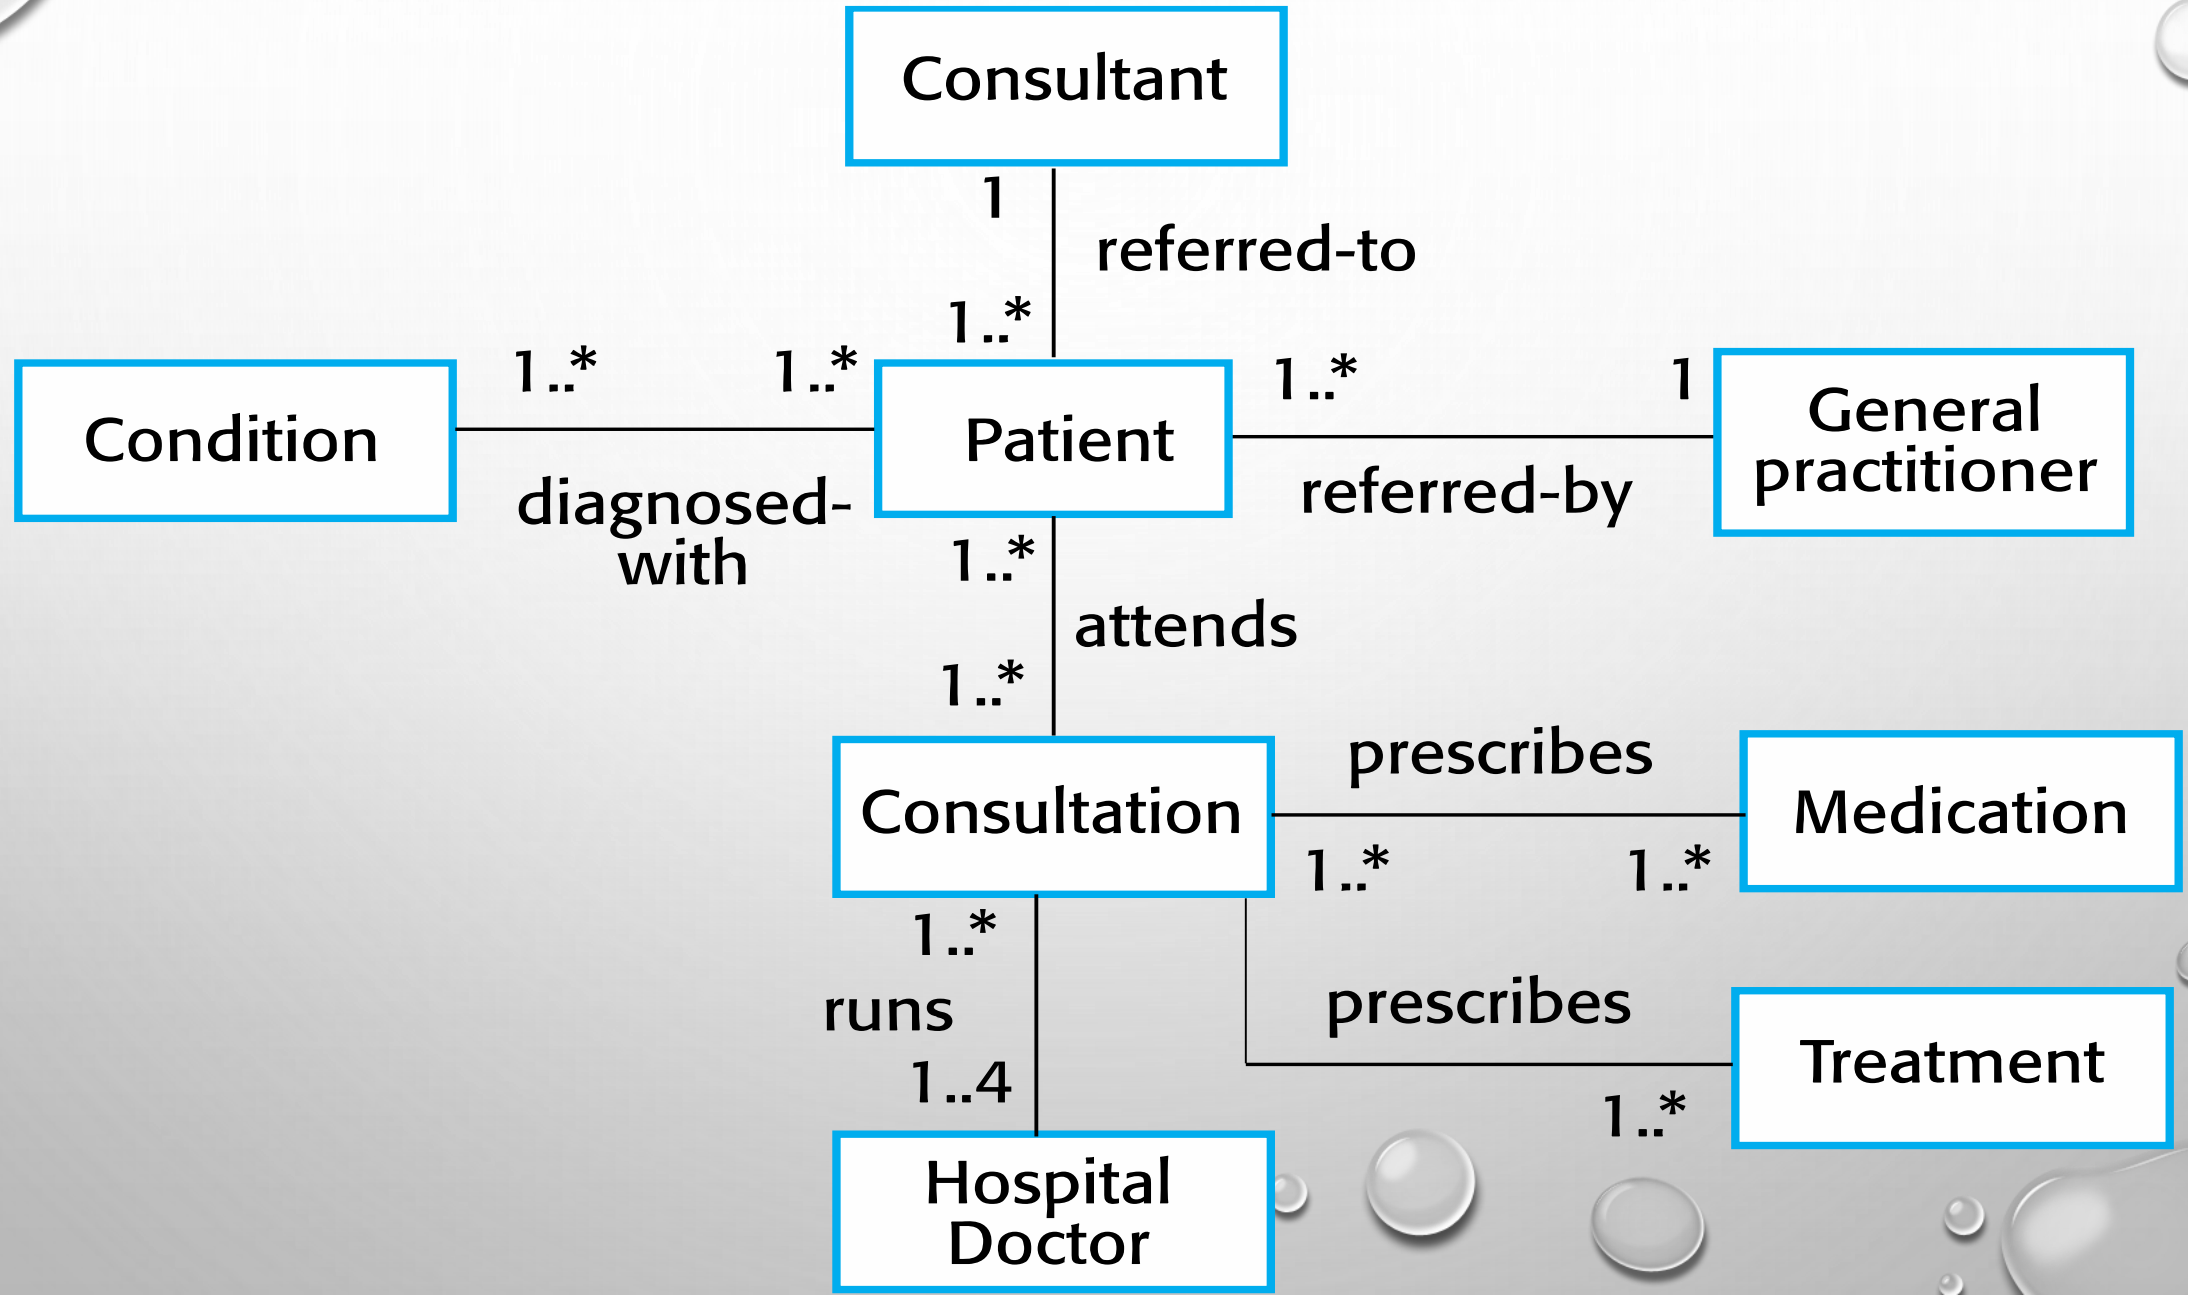 Consultant
1
referred-to
1..*
1..*
1..*
1..*
1
Condition
Patient
General
practitioner
diagnosed-
with
referred-by
1..*
attends
1..*
prescribes
Consultation
Medication
1..*
1..*
1..*
runs
prescribes
1..4
Treatment
1..*
Hospital
Doctor